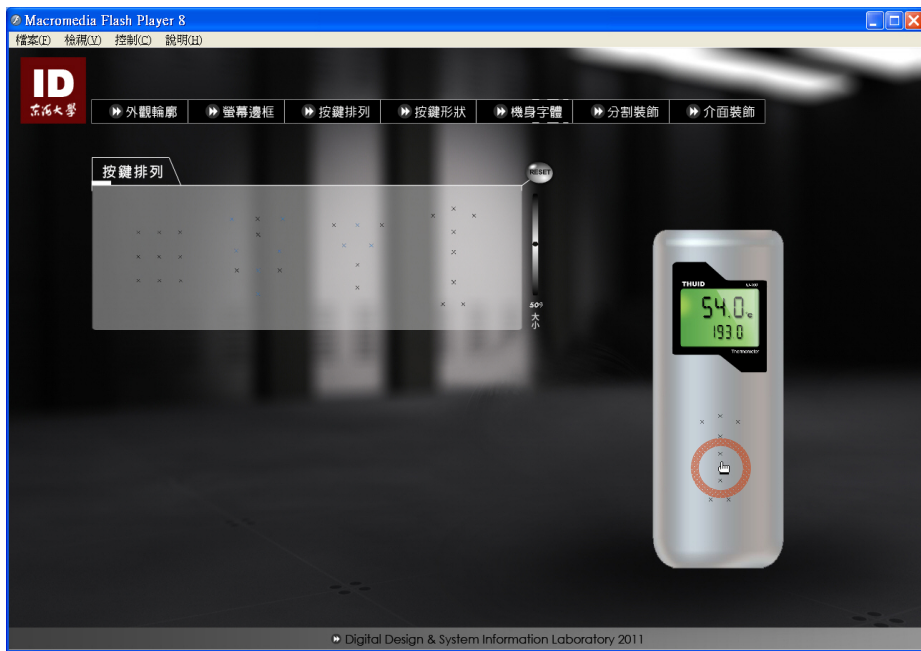 Macromedia Flash Player 8
檔案(F) 檢視(V) 控制(C) 說明(H)
ID
東海大學
外觀輪廓 螢幕邊框 按鍵排列 按鍵形狀 機身字體 分割裝飾 介面裝飾
按鍵排列
RESET
大
小
THUID
54.0
1930
Thermometer
Digital Design & System Information Laboratory 2011